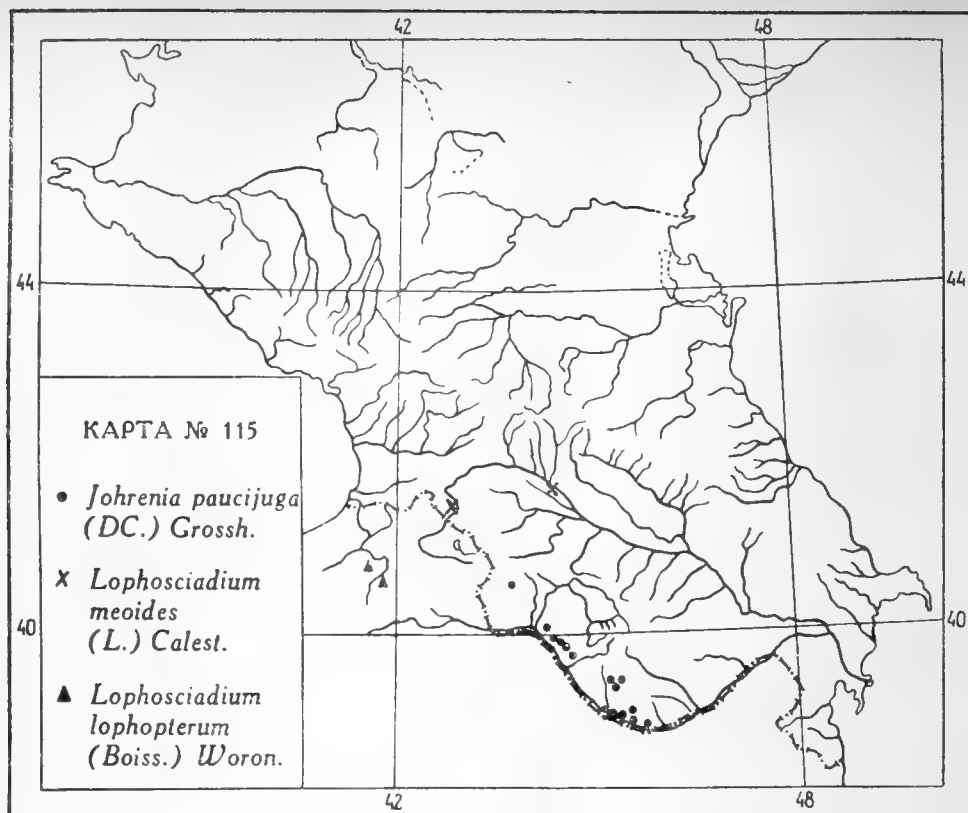 42 48
44 44
КАРТА № 115
Johrenia paucijuga
(DC.) Grossh.
Lophosciadium
meoides
(L.) Calest.
Lophosciadium
lophopterum
(Boiss.) Woron.
40 40
42 48